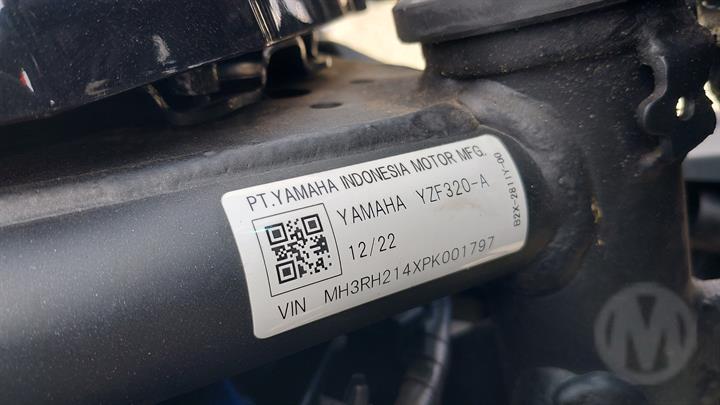 PT.YAMAHA INDONESIA MOTOR MFG.
YAMAHA YZF320-A
12/22
VIN MH3RH214XPK001797
B2X-2811Y-00
M